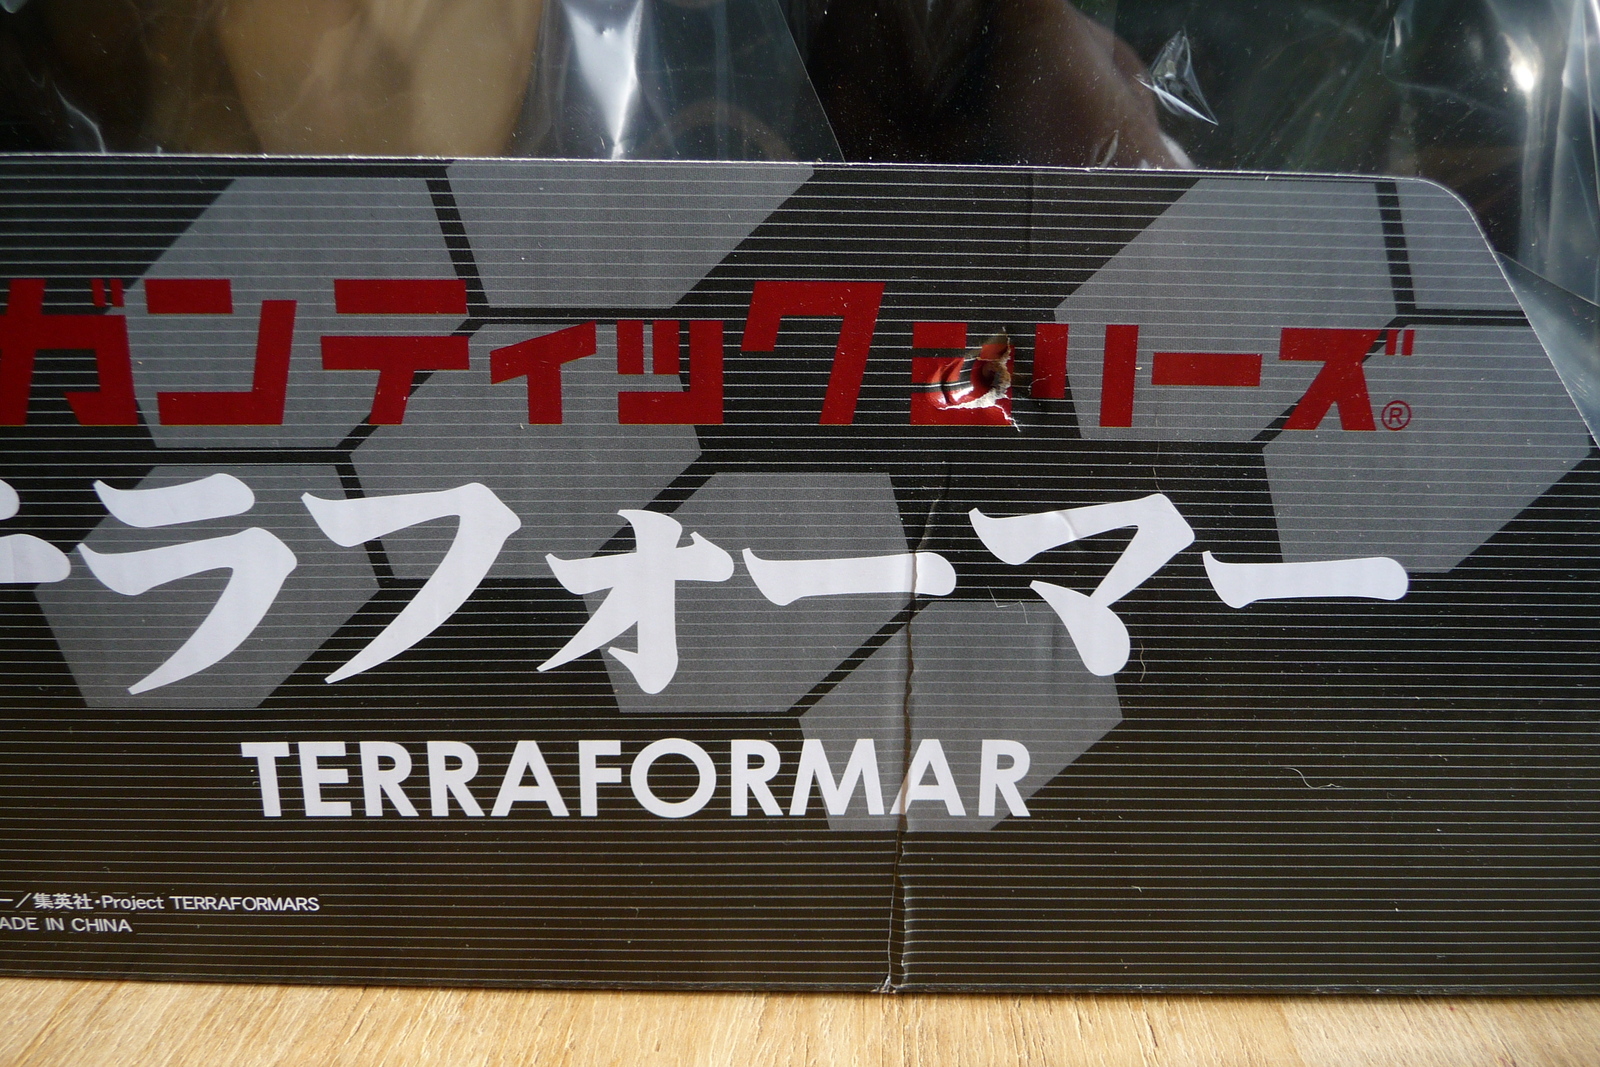 ガンティックシリーズ®
テラフォーマー
TERRAFORMAR
ー／集英社・Project TERRAFORMARS
ADE IN CHINA